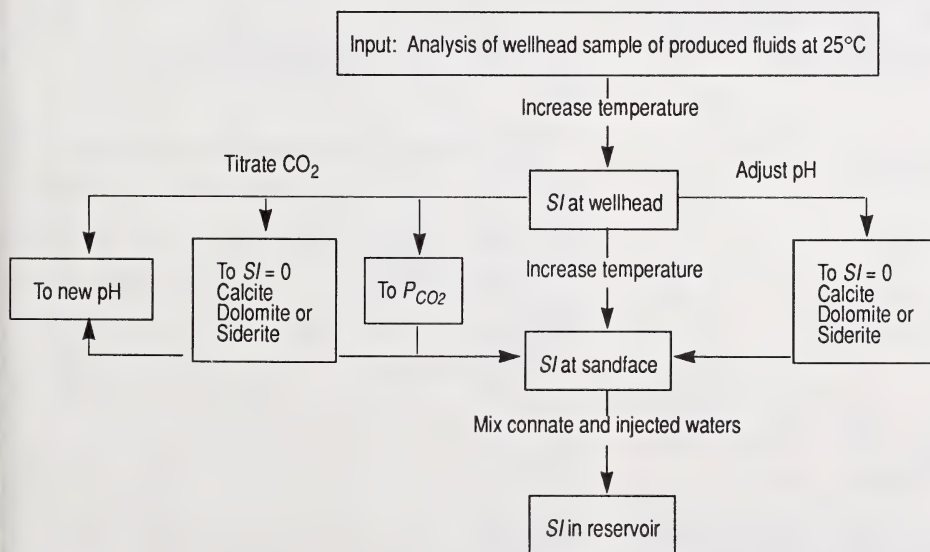 Input: Analysis of wellhead sample of produced fluids at 25°C
Increase temperature
Titrate CO2
Adjust pH
SI at wellhead
To new pH
To SI = 0
Calcite
Dolomite or
Siderite
To PCO2
Increase temperature
To SI = 0
Calcite
Dolomite or
Siderite
SI at sandface
Mix connate and injected waters
SI in reservoir